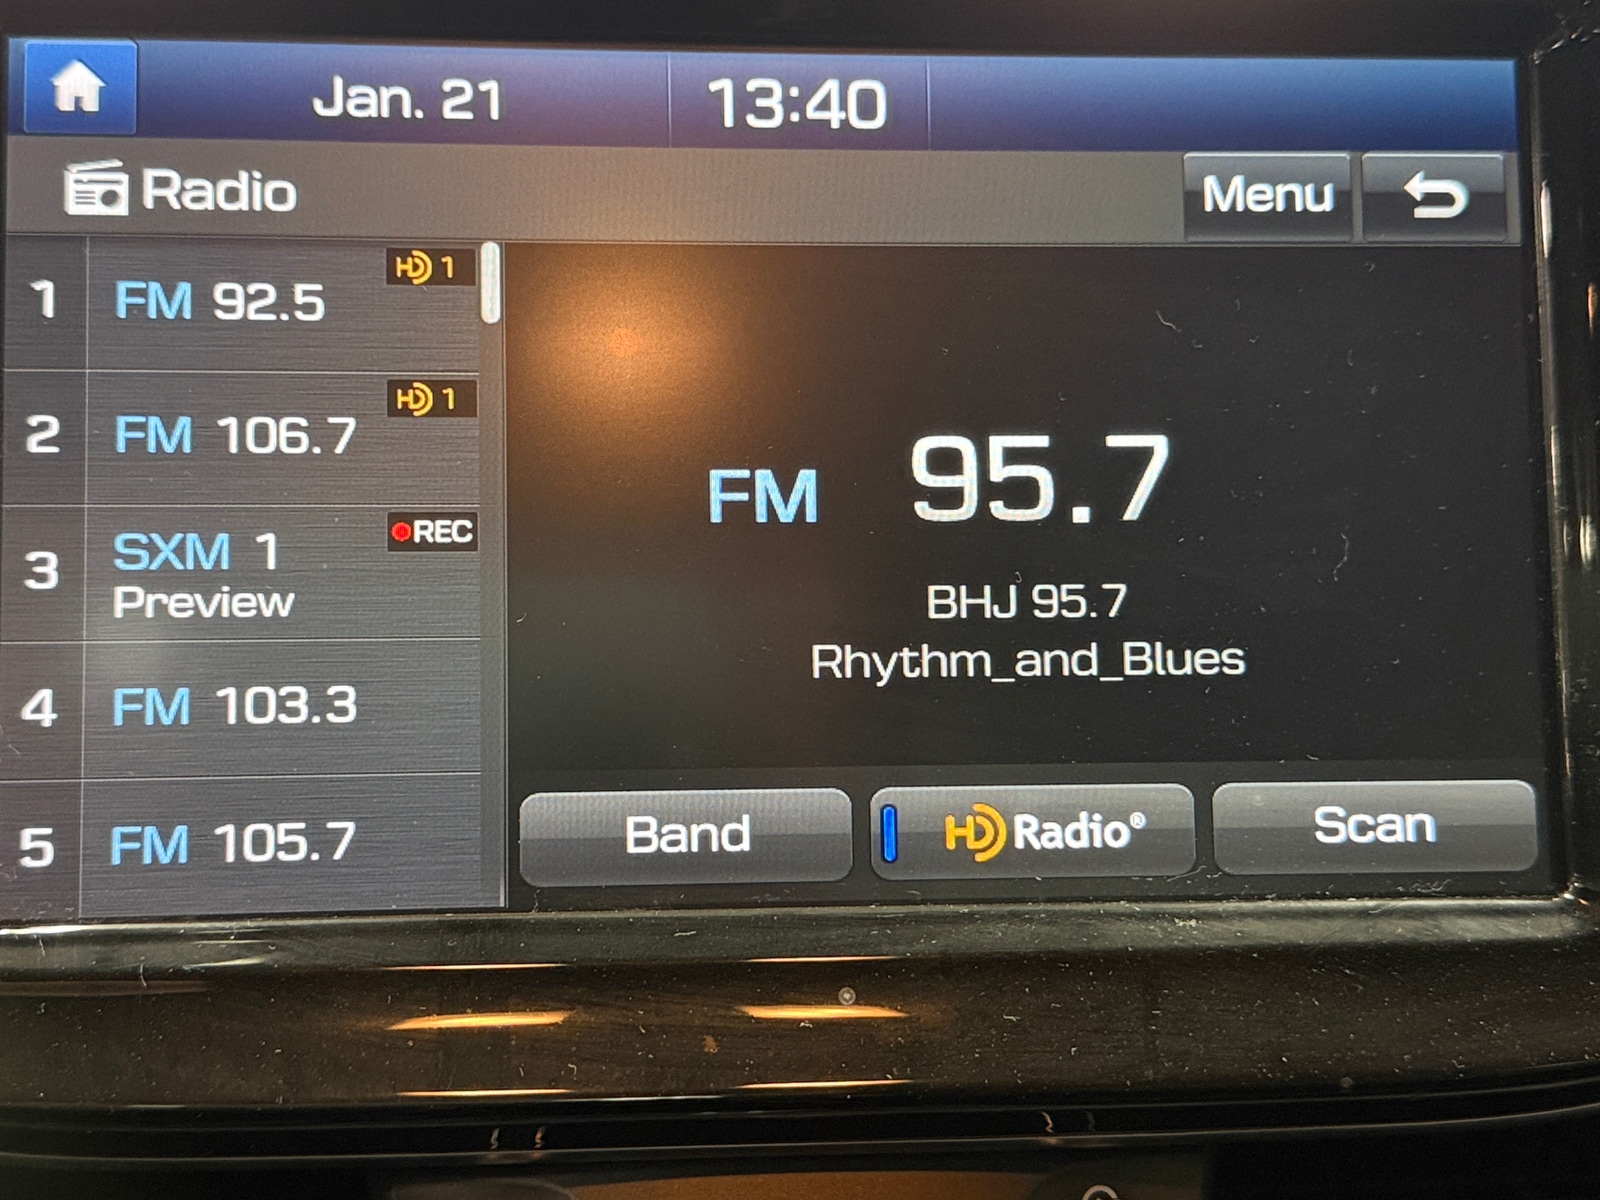 Jan. 21
13:40
Radio
Menu
1 FM 92.5 HD 1
2 FM 106.7 HD 1
3 SXM 1 REC
Preview
4 FM 103.3
5 FM 105.7
FM 95.7
BHJ 95.7
Rhythm_and_Blues
Band
HD Radio®
Scan